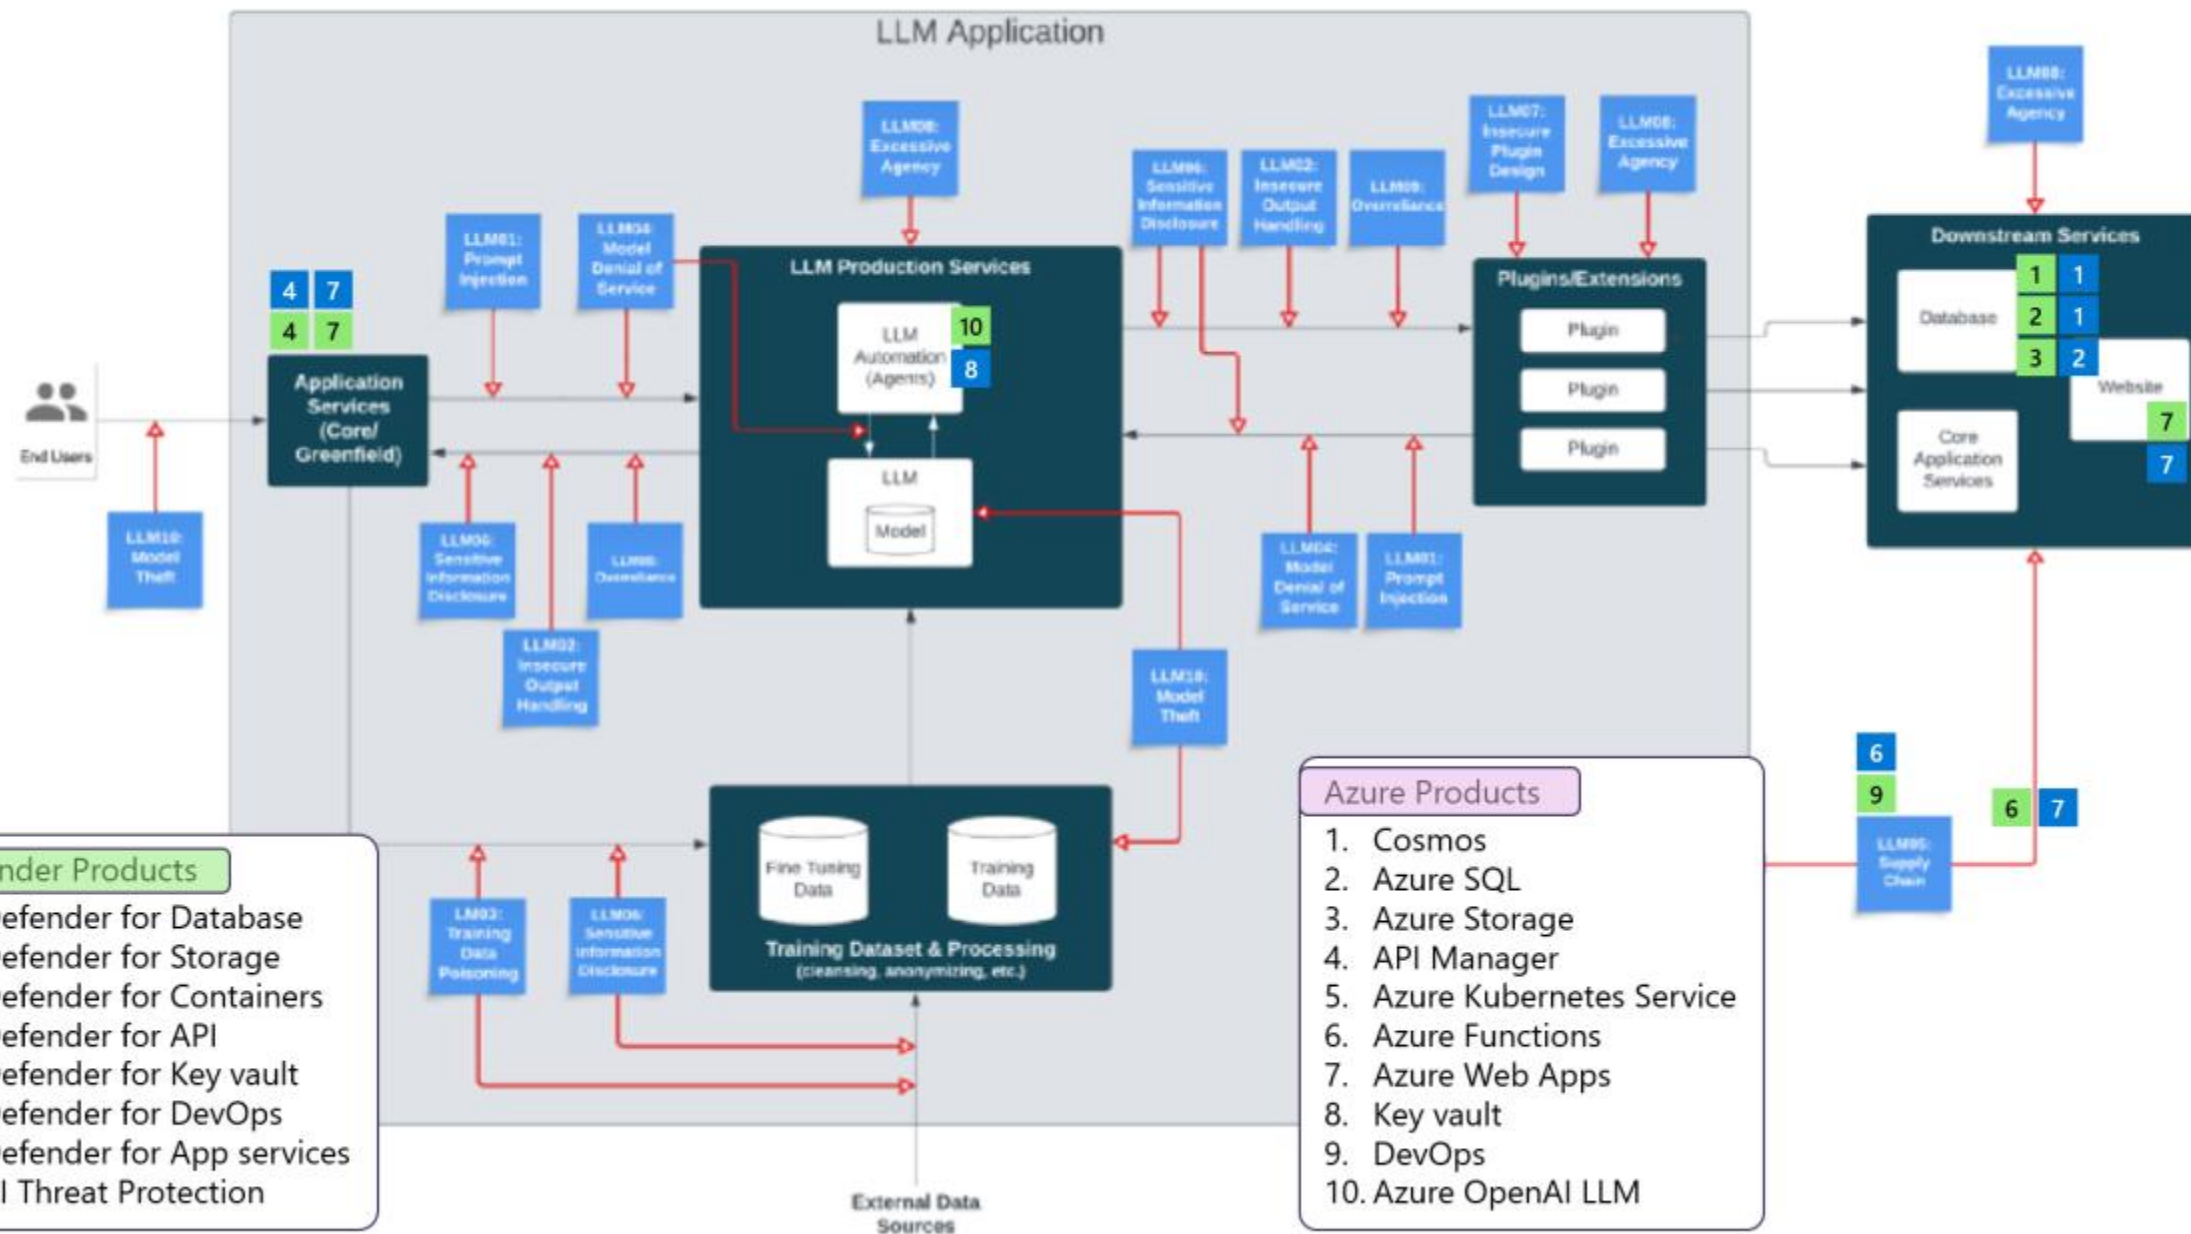 LLM Application
LLM08:
Excessive
Agency
LLM08:
Excessive
Agency
LLM07:
Insecure
Plugin
Design
LLM08:
Excessive
Agency
LLM06:
Sensitive
Information
Disclosure
LLM02:
Insecure
Output
Handling
LLM09:
Overreliance
LLM01:
Prompt
Injection
LLM04:
Model
Denial of
Service
4 7
4 7
Application
Services
(Core/
Greenfield)
End Users
LLM10:
Model
Theft
LLM Production Services
LLM
Automation
(Agents)
10
8
LLM
Model
Plugins/Extensions
Plugin
Plugin
Plugin
Downstream Services
Database
1 1
2 1
3 2
Website
7
7
Core
Application
Services
LLM06:
Sensitive
Information
Disclosure
Overreliance
LLM02:
Insecure
Output
Handling
LLM04:
Model
Denial of
Service
LLM01:
Prompt
Injection
LLM10:
Model
Theft
6
9
6 7
LLM05:
Supply
Chain
Fine Tuning
Data
Training
Data
Training Dataset & Processing
(cleansing, anonymizing, etc.)
LM03:
Training
Data
Poisoning
LLM06:
Sensitive
Information
Disclosure
External Data
Sources
nder Products
efender for Database
efender for Storage
efender for Containers
efender for API
efender for Key vault
efender for DevOps
efender for App services
I Threat Protection
Azure Products
1. Cosmos
2. Azure SQL
3. Azure Storage
4. API Manager
5. Azure Kubernetes Service
6. Azure Functions
7. Azure Web Apps
8. Key vault
9. DevOps
10. Azure OpenAI LLM